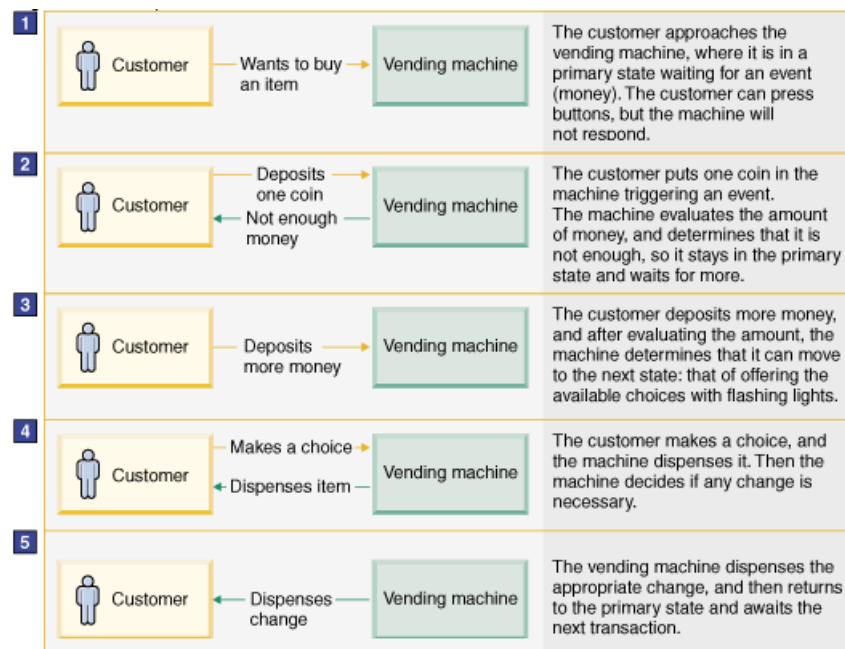 1
Customer
Wants to buy
an item
Vending machine
The customer approaches the
vending machine, where it is in a
primary state waiting for an event
(money). The customer can press
buttons, but the machine will
not respond.
2
Customer
Deposits
one coin
Not enough
money
Vending machine
The customer puts one coin in the
machine triggering an event.
The machine evaluates the amount
of money, and determines that it is
not enough, so it stays in the primary
state and waits for more.
3
Customer
Deposits
more money
Vending machine
The customer deposits more money,
and after evaluating the amount, the
machine determines that it can move
to the next state: that of offering the
available choices with flashing lights.
4
Customer
Makes a choice
Dispenses item
Vending machine
The customer makes a choice, and
the machine dispenses it. Then the
machine decides if any change is
necessary.
5
Customer
Dispenses
change
Vending machine
The vending machine dispenses the
appropriate change, and then returns
to the primary state and awaits the
next transaction.